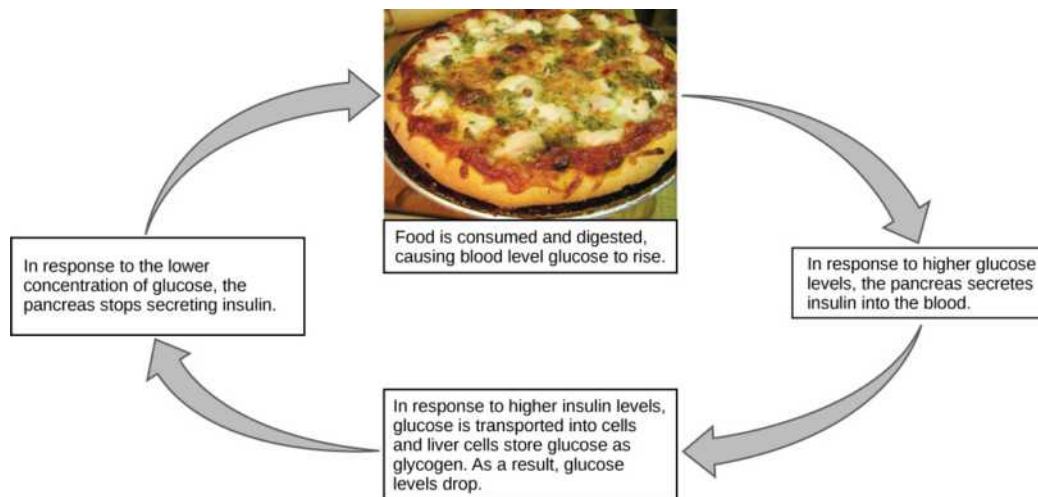 Food is consumed and digested,
causing blood level glucose to rise.
In response to higher glucose
levels, the pancreas secretes
insulin into the blood.
In response to higher insulin levels,
glucose is transported into cells
and liver cells store glucose as
glycogen. As a result, glucose
levels drop.
In response to the lower
concentration of glucose, the
pancreas stops secreting insulin.